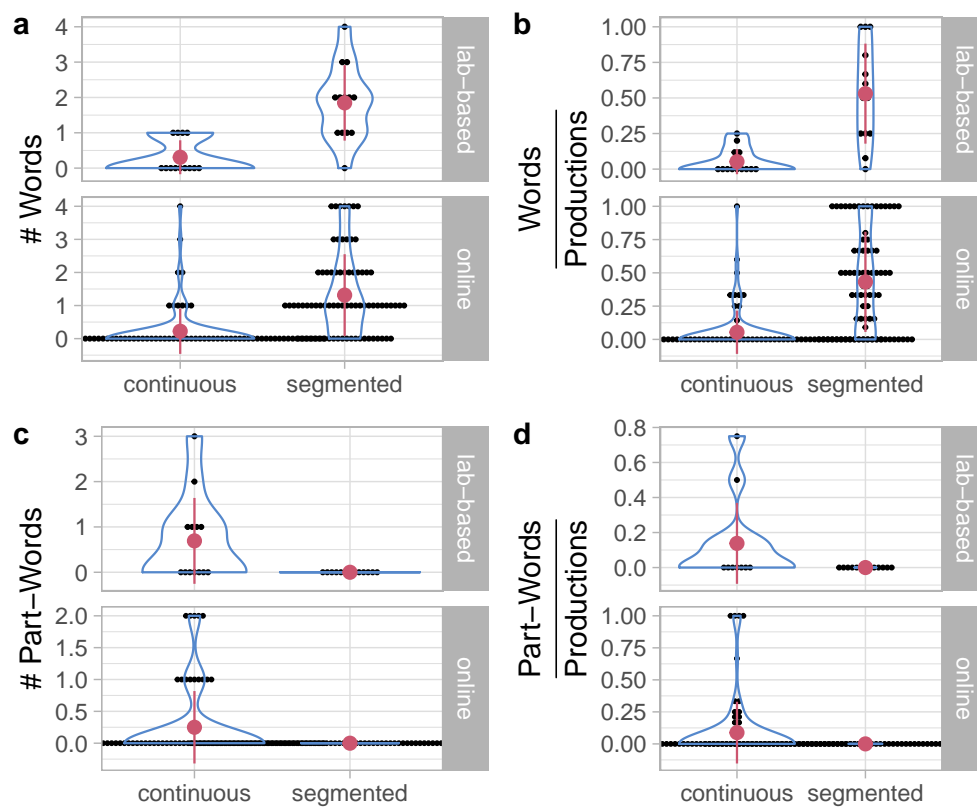 a
# Words
4
3
2
1
0
lab−based
4
3
2
1
0
online
continuous
segmented
b
Words
Productions
1.00
0.75
0.50
0.25
0.00
lab−based
1.00
0.75
0.50
0.25
0.00
online
continuous
segmented
c
# Part−Words
3
2
1
0
lab−based
2.0
1.5
1.0
0.5
0.0
online
continuous
segmented
d
Part−Words
Productions
0.8
0.6
0.4
0.2
0.0
lab−based
1.00
0.75
0.50
0.25
0.00
online
continuous
segmented